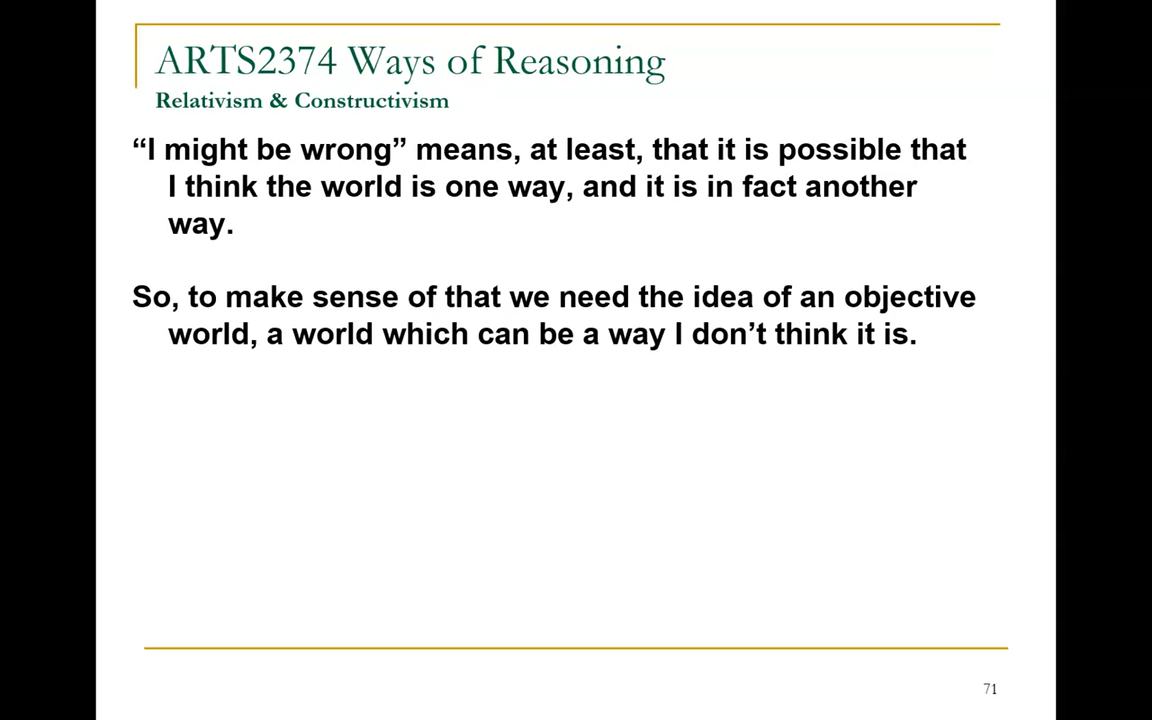 ARTS2374 Ways of Reasoning
Relativism & Constructivism
“I might be wrong” means, at least, that it is possible that
I think the world is one way, and it is in fact another
way.
So, to make sense of that we need the idea of an objective
world, a world which can be a way I don’t think it is.
71